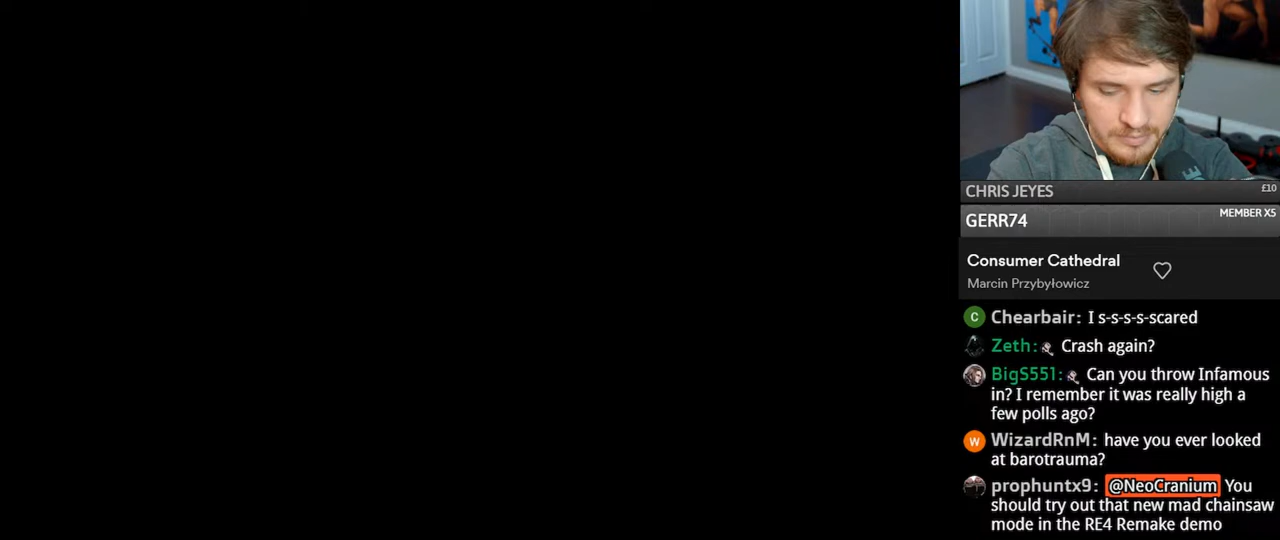 CHRIS JEYES £10
GERR74 MEMBER X5
Consumer Cathedral
Marcin Przybyłowicz
C Chearbair: I s-s-s-s-scared
Zeth: Crash again?
BigS551: Can you throw Infamous
in? I remember it was really high a
few polls ago?
W WizardRnM: have you ever looked
at barotrauma?
prophuntx9: @NeoCranium You
should try out that new mad chainsaw
mode in the RE4 Remake demo